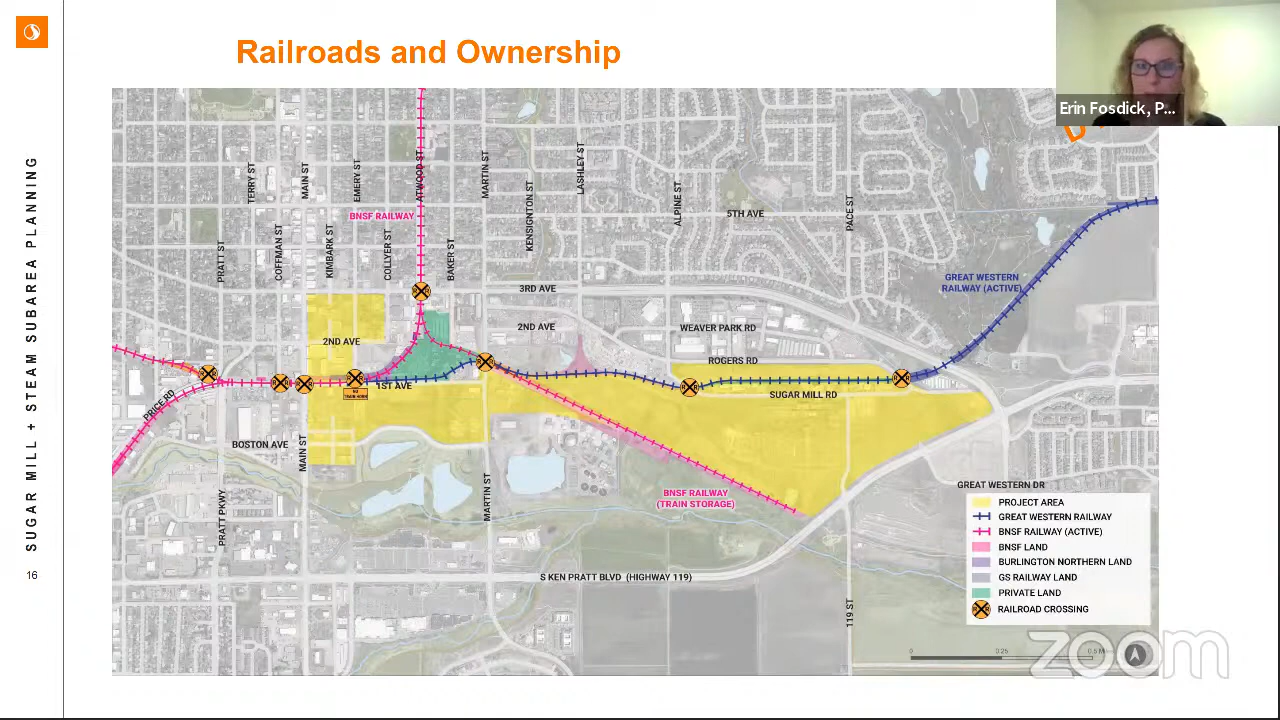 Railroads and Ownership
Erin Fosdick, P...
SUGAR MILL + STEAM SUBAREA PLANNING
16
TERRY ST
MAIN ST
EMERY ST
ATWOOD ST
MARTIN ST
LASHLEY ST
KENSIGNTON ST
ALPINE ST
PACE ST
BNSF RAILWAY
5TH AVE
PRATT ST
COFFMAN ST
KIMBARK ST
COLLYER ST
BAKER ST
GREAT WESTERN
RAILWAY (ACTIVE)
3RD AVE
2ND AVE
WEAVER PARK RD
2ND AVE
ROGERS RD
1ST AVE
SUGAR MILL RD
PRICE RD
BOSTON AVE
MAIN ST
MARTIN ST
PRATT PKWY
BNSF RAILWAY
(TRAIN STORAGE)
GREAT WESTERN DR
S KEN PRATT BLVD (HIGHWAY 119)
119 ST
PROJECT AREA
GREAT WESTERN RAILWAY
BNSF RAILWAY (ACTIVE)
BNSF LAND
BURLINGTON NORTHERN LAND
GS RAILWAY LAND
PRIVATE LAND
RAILROAD CROSSING
0
0.25
zoom